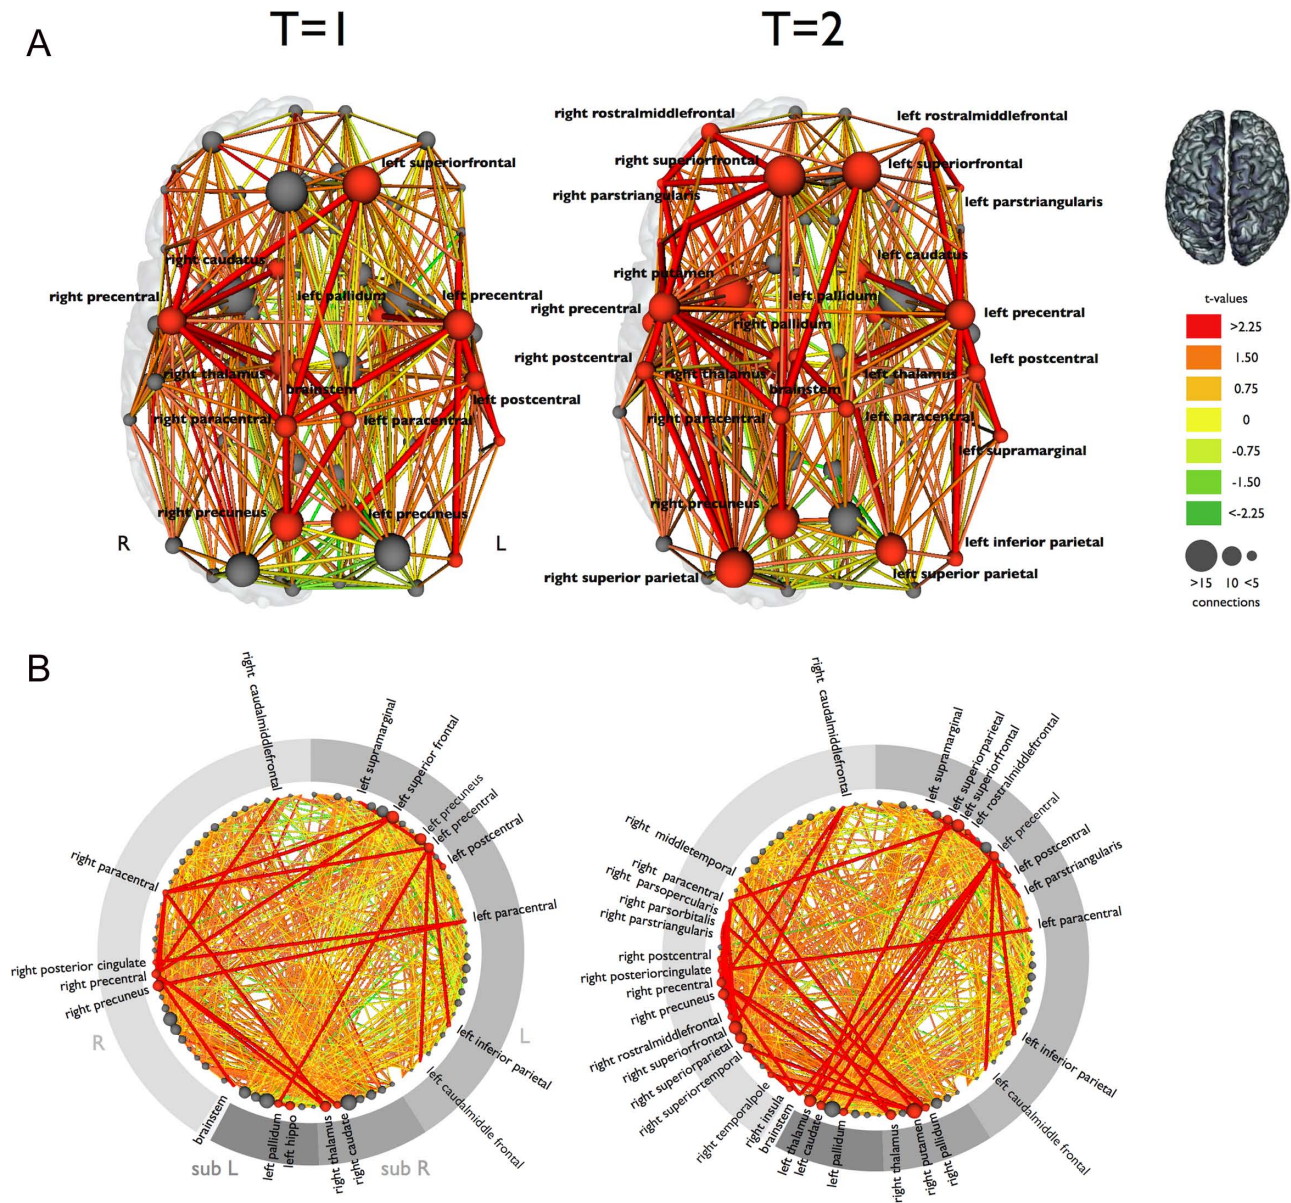 T=1
T=2
A
right rostralmiddlefrontal
left rostralmiddlefrontal
left superiorfrontal
right superiorfrontal
left superiorfrontal
right parstriangularis
left parstriangularis
right caudatus
left caudatus
right putamen
right precentral
left pallidum
left precentral
right precentral
left pallidum
left precentral
right pallidum
right postcentral
left postcentral
right thalamus
brainstem
left postcentral
right thalamus
brainstem
left thalamus
right paracentral
left paracentral
right paracentral
left paracentral
left supramarginal
right precuneus
left precuneus
right precuneus
R
L
left inferior parietal
right superior parietal
left superior parietal
t-values
>2.25
1.50
0.75
0
-0.75
-1.50
<-2.25
>15
10
<5
connections
B
right caudalmiddlefrontal
left supramarginal
left superior frontal
left precuneus
left precentral
left postcentral
left paracentral
left inferior parietal
left caudalmiddle frontal
right caudate
right thalamus
left hippo
left pallidum
brainstem
right precuneus
right precentral
right posterior cingulate
right paracentral
R
L
sub L
sub R
right caudalmiddlefrontal
left supramarginal
left superiorparietal
left superiorfrontal
left rostralmiddlefrontal
left precentral
left postcentral
left parstriangularis
left paracentral
left inferior parietal
left caudalmiddle frontal
right pallidum
right putamen
right thalamus
left pallidum
left caudate
left thalamus
brainstem
right insula
right temporalpole
right superiortemporal
right superiorparietal
right superiorfrontal
right rostralmiddlefrontal
right precuneus
right precentral
right posteriorcingulate
right postcentral
right parstriangularis
right parsorbitalis
right parsopercularis
right paracentral
right middletemporal